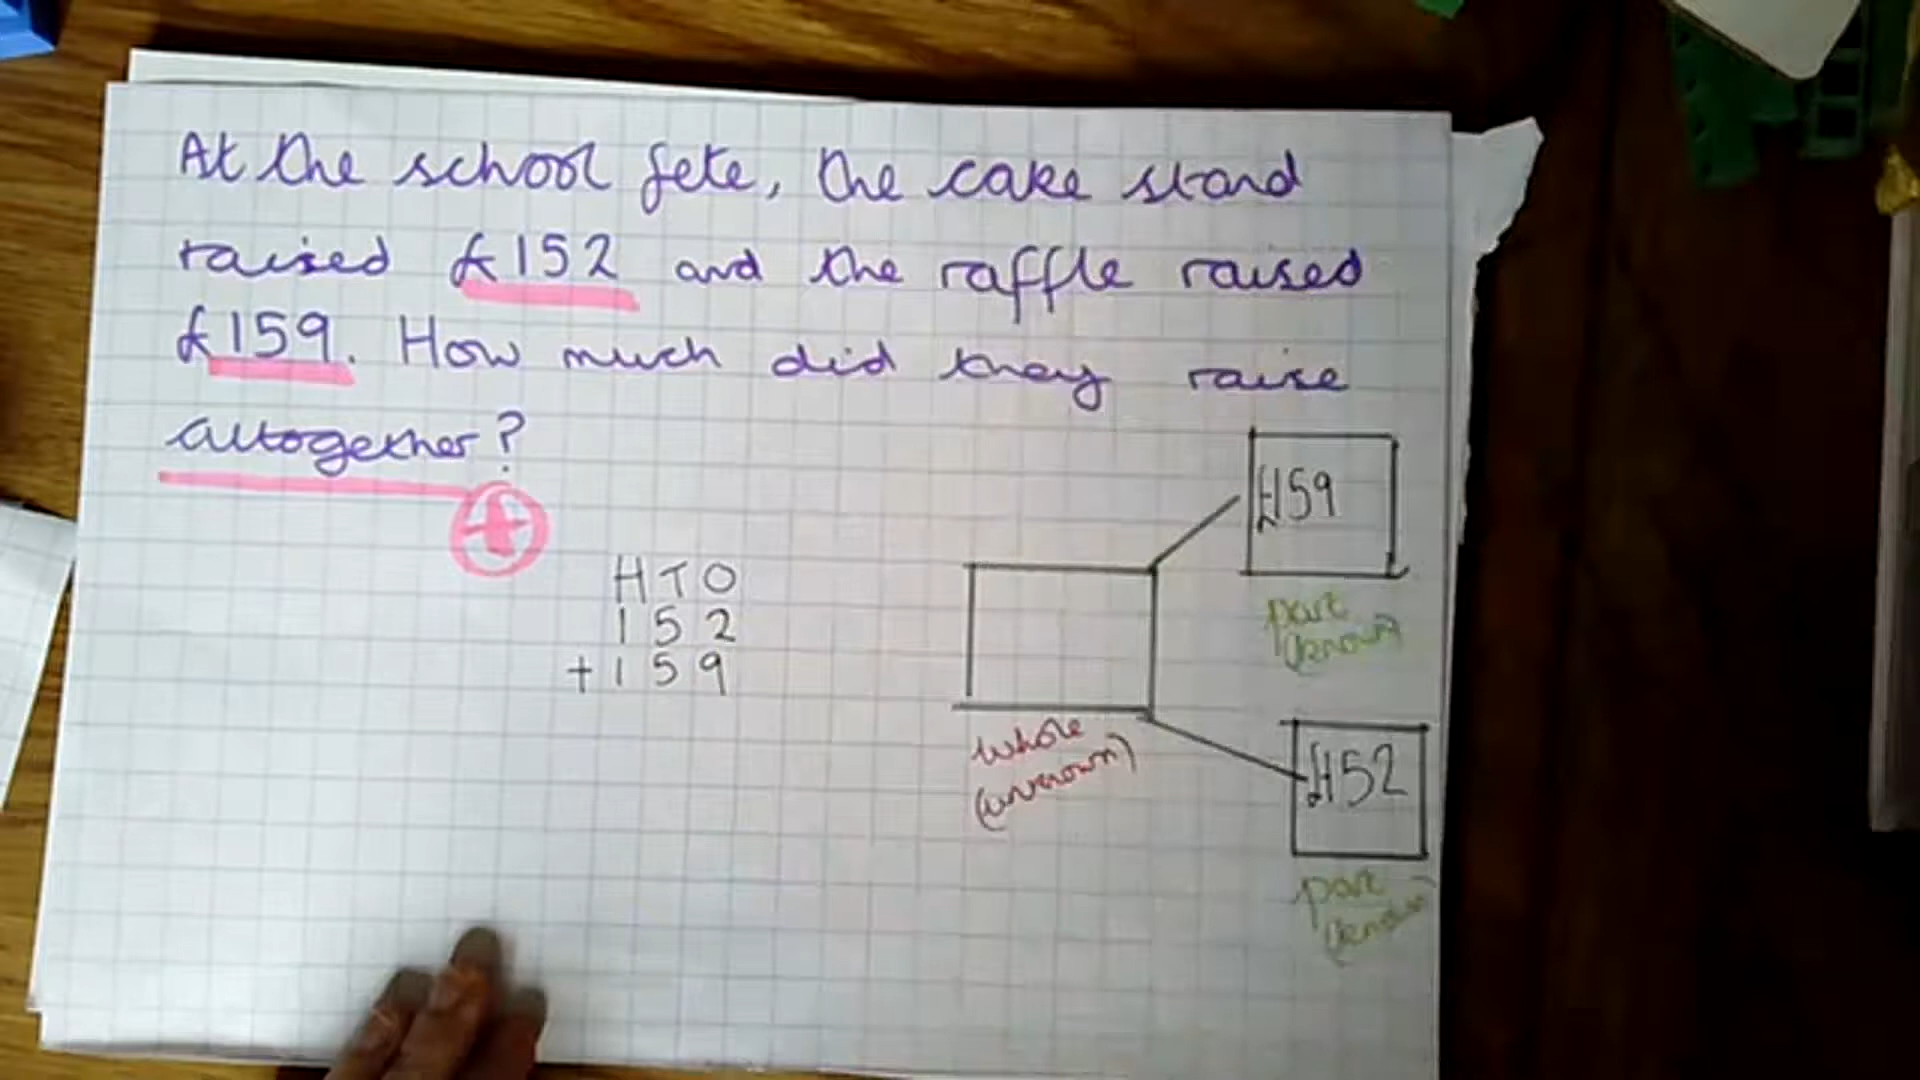 At the school fete, the cake stand
raised £152 and the raffle raised
£159. How much did they raise
altogether?
+
H T O
1 5 2
+ 1 5 9
£159
part
(known)
whole
(unknown)
£152
part
(known)